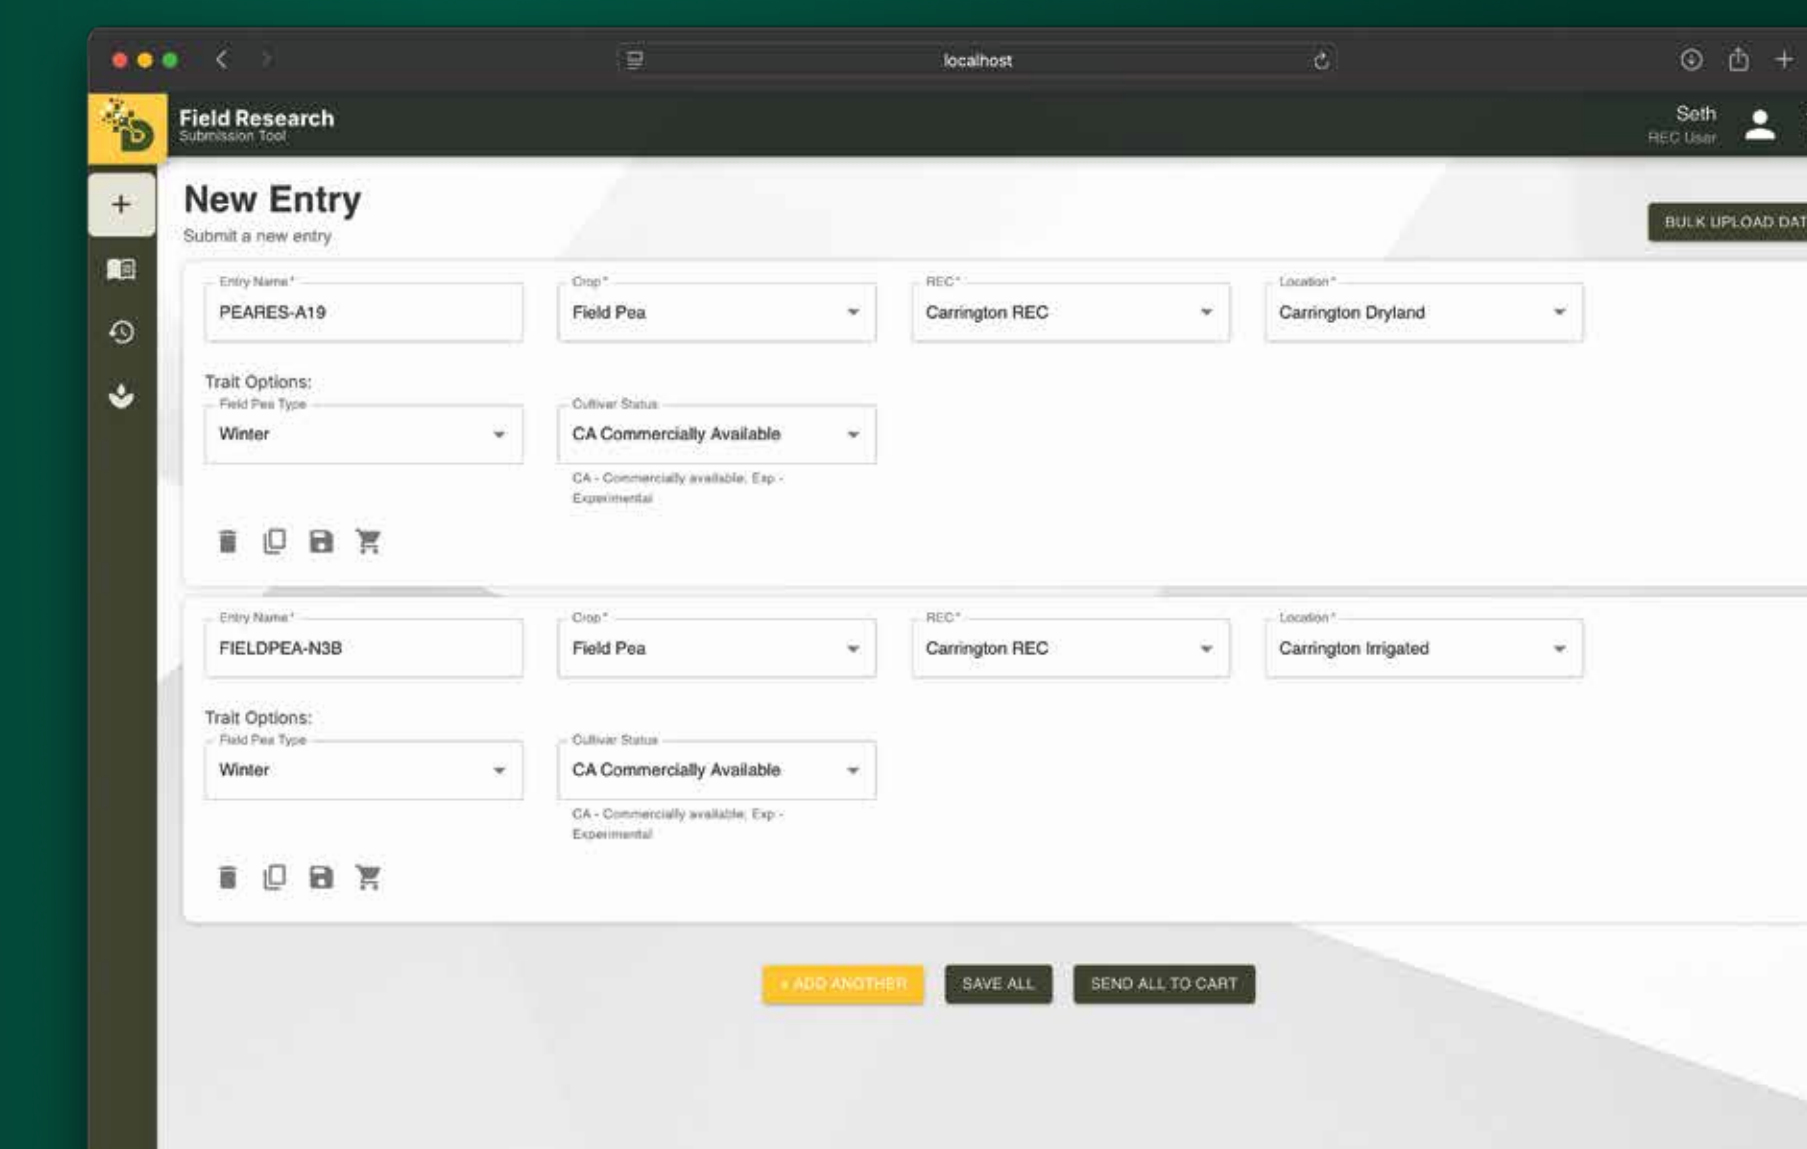 localhost
Field Research
Submission Tool
Seth
REC User
New Entry
Submit a new entry
BULK UPLOAD DAT
Entry Name*
PEARES-A19
Crop*
Field Pea
REC*
Carrington REC
Location*
Carrington Dryland
Trait Options:
Field Pea Type
Winter
Cultivar Status
CA Commercially Available
CA - Commercially available; Exp -
Experimental
Entry Name*
FIELDPEA-N3B
Crop*
Field Pea
REC*
Carrington REC
Location*
Carrington Irrigated
Trait Options:
Field Pea Type
Winter
Cultivar Status
CA Commercially Available
CA - Commercially available; Exp -
Experimental
+ ADD ANOTHER
SAVE ALL
SEND ALL TO CART